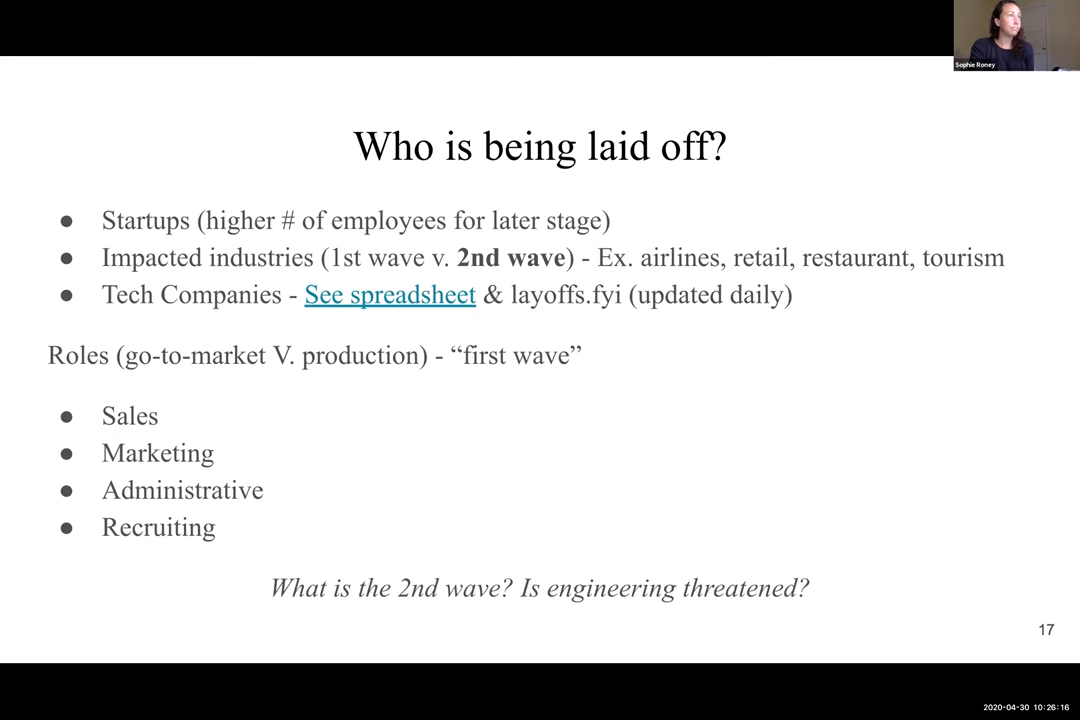 Sophie Roney
Who is being laid off?
● Startups (higher # of employees for later stage)
● Impacted industries (1st wave v. 2nd wave) - Ex. airlines, retail, restaurant, tourism
● Tech Companies - See spreadsheet & layoffs.fyi (updated daily)
Roles (go-to-market V. production) - “first wave”
● Sales
● Marketing
● Administrative
● Recruiting
What is the 2nd wave? Is engineering threatened?
17
2020-04-30 10:26:16